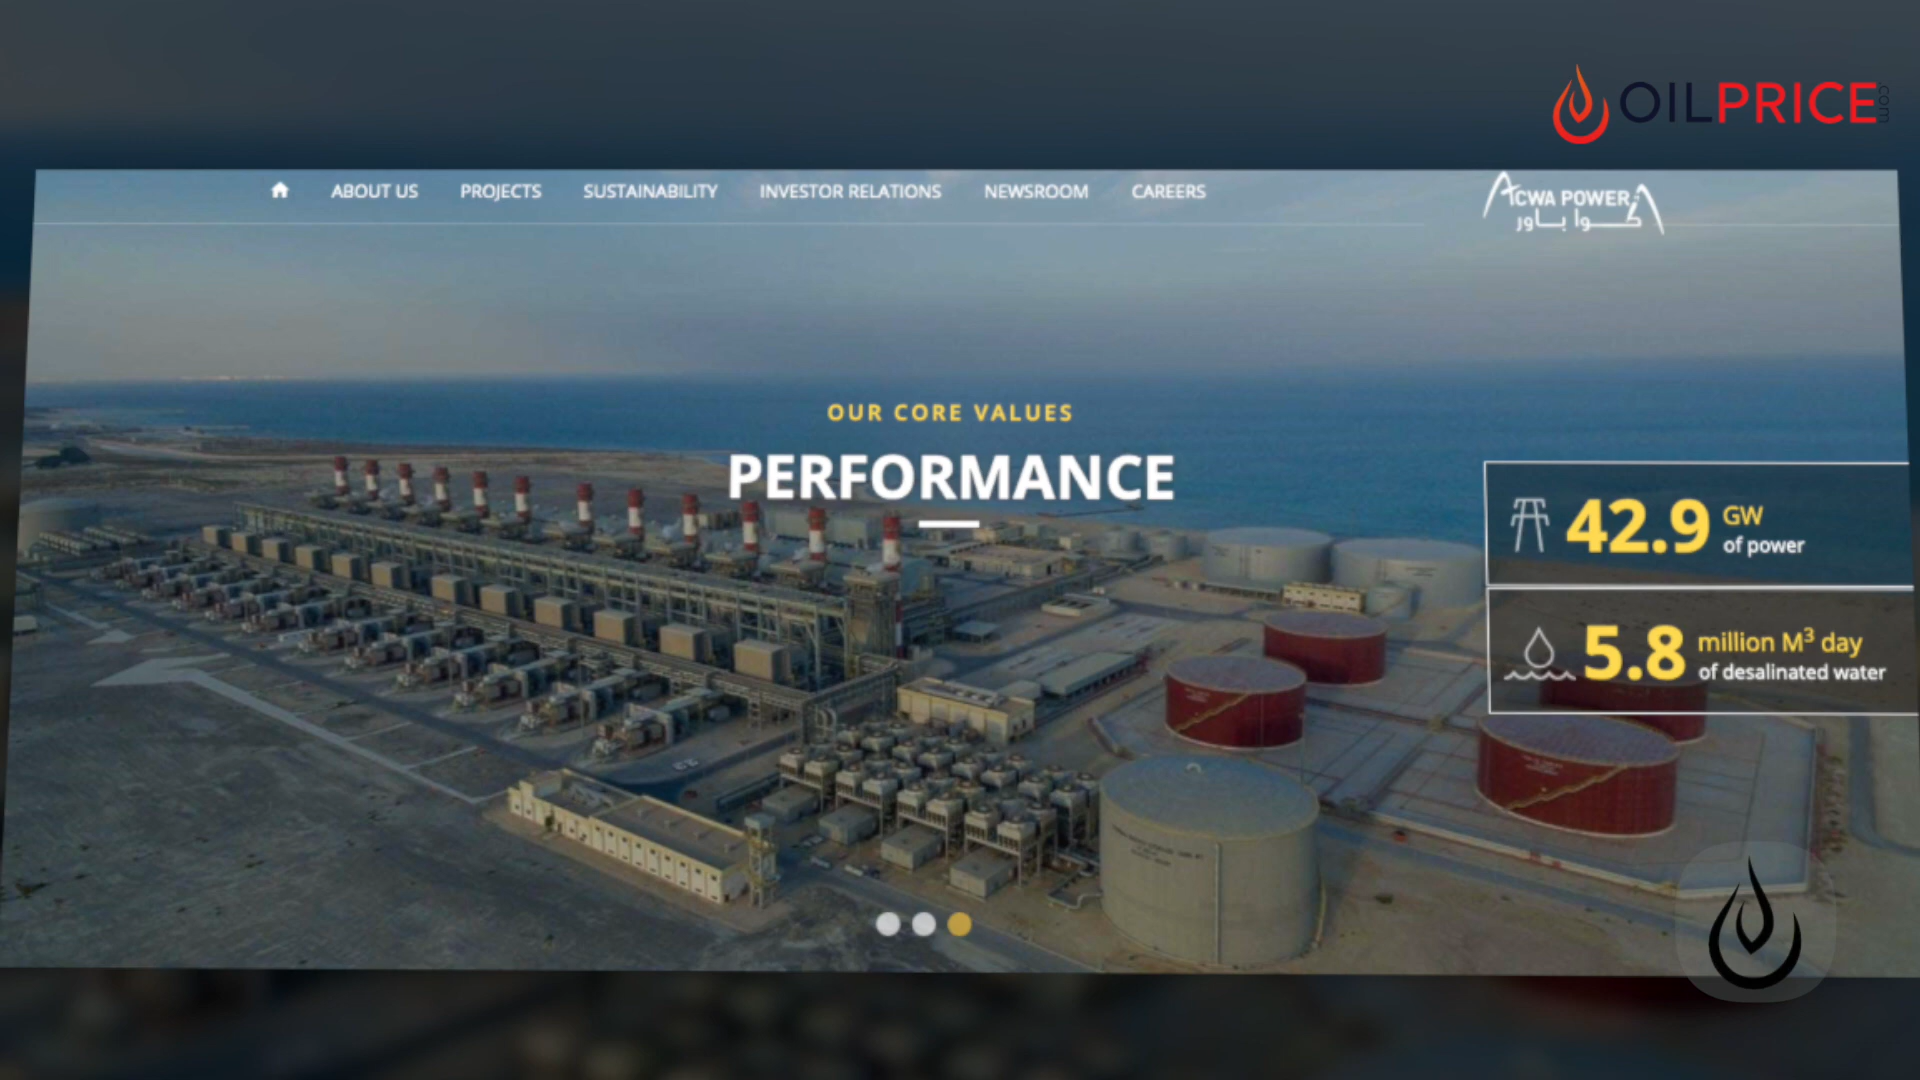 OILPRICE.com
ABOUT US PROJECTS SUSTAINABILITY INVESTOR RELATIONS NEWSROOM CAREERS
ACWA POWER
أكوا باور
OUR CORE VALUES
PERFORMANCE
42.9 GW
of power
5.8 million M³ day
of desalinated water